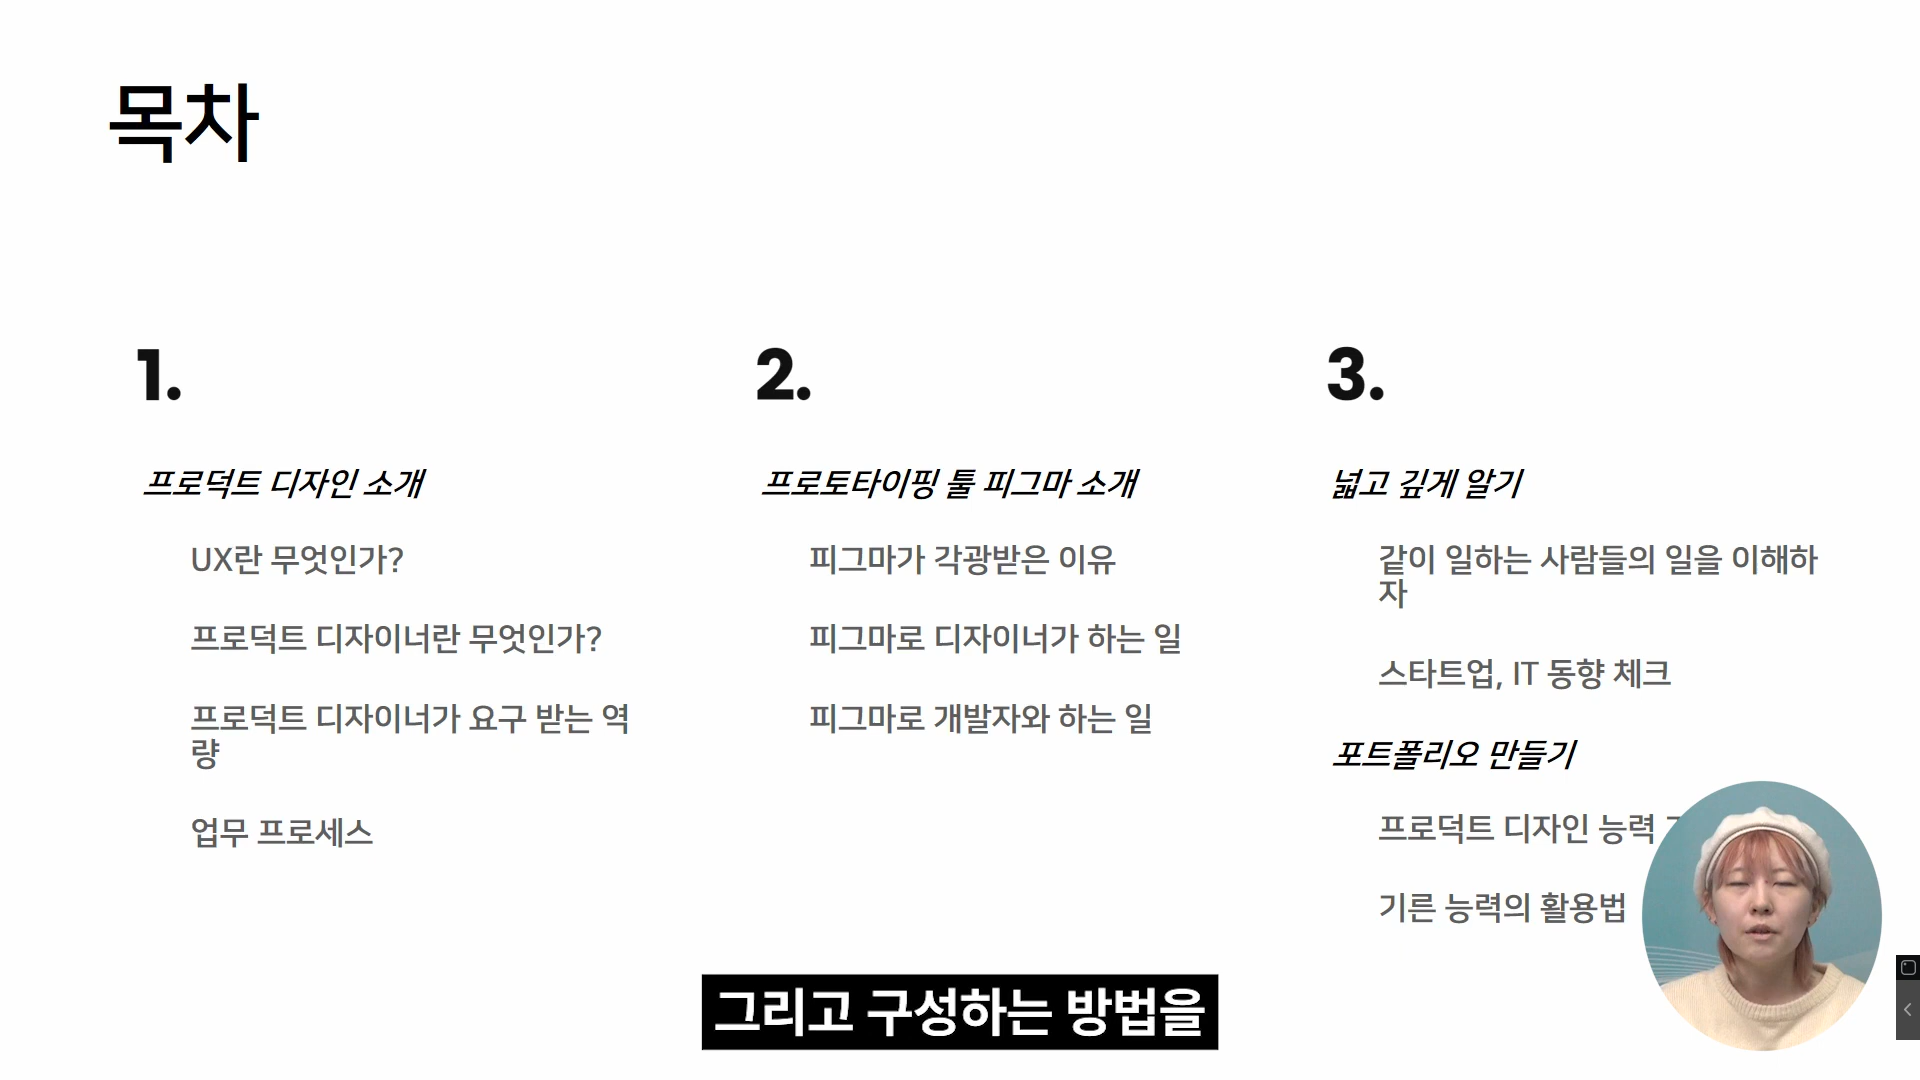 목차
1.
프로덕트 디자인 소개
UX란 무엇인가?
프로덕트 디자이너란 무엇인가?
프로덕트 디자이너가 요구 받는 역
량
업무 프로세스
2.
프로토타이핑 툴 피그마 소개
피그마가 각광받은 이유
피그마로 디자이너가 하는 일
피그마로 개발자와 하는 일
3.
넓고 깊게 알기
같이 일하는 사람들의 일을 이해하
자
스타트업, IT 동향 체크
포트폴리오 만들기
프로덕트 디자인 능력
기른 능력의 활용법
그리고 구성하는 방법을